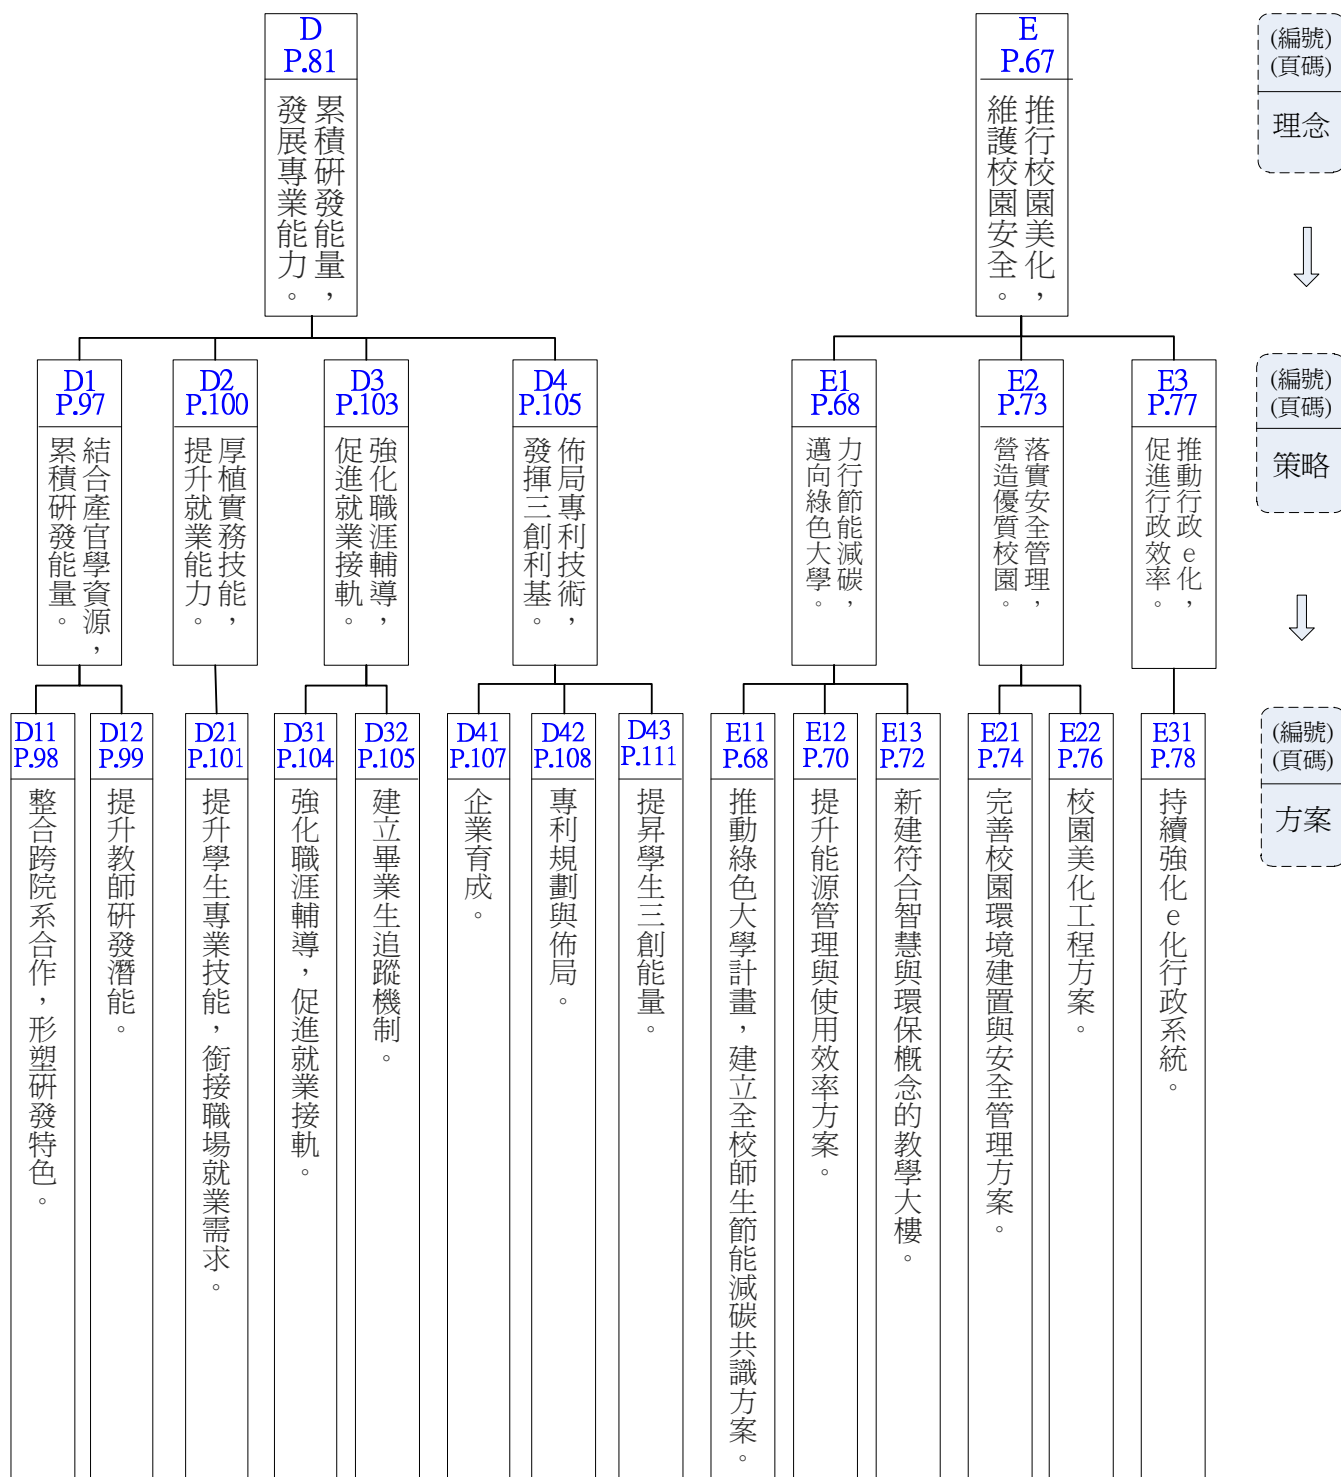 D
P.81
累積研發能量，
發展專業能力。
E
P.67
推行校園美化，
維護校園安全。
(編號)
(頁碼)
理念
D1
P.97
結合產官學資源，
累積研發能量。
D2
P.100
厚植實務技能，
提升就業能力。
D3
P.103
強化職涯輔導，
促進就業接軌。
D4
P.105
佈局專利技術，
發揮三創利基。
E1
P.68
力行節能減碳，
邁向綠色大學。
E2
P.73
落實安全管理，
營造優質校園。
E3
P.77
推動行政e化，
促進行政效率。
(編號)
(頁碼)
策略
D11
P.98
整合跨院系合作，形塑研發特色。
D12
P.99
提升教師研發潛能。
D21
P.101
提升學生專業技能，銜接職場就業需求。
D31
P.104
強化職涯輔導，促進就業接軌。
D32
P.105
建立畢業生追蹤機制。
D41
P.107
企業育成。
D42
P.108
專利規劃與佈局。
D43
P.111
提昇學生三創能量。
E11
P.68
推動綠色大學計畫，建立全校師生節能減碳共識方案。
E12
P.70
提升能源管理與使用效率方案。
E13
P.72
新建符合智慧與環保概念的教學大樓。
E21
P.74
完善校園環境建置與安全管理方案。
E22
P.76
校園美化工程方案。
E31
P.78
持續強化e化行政系統。
(編號)
(頁碼)
方案